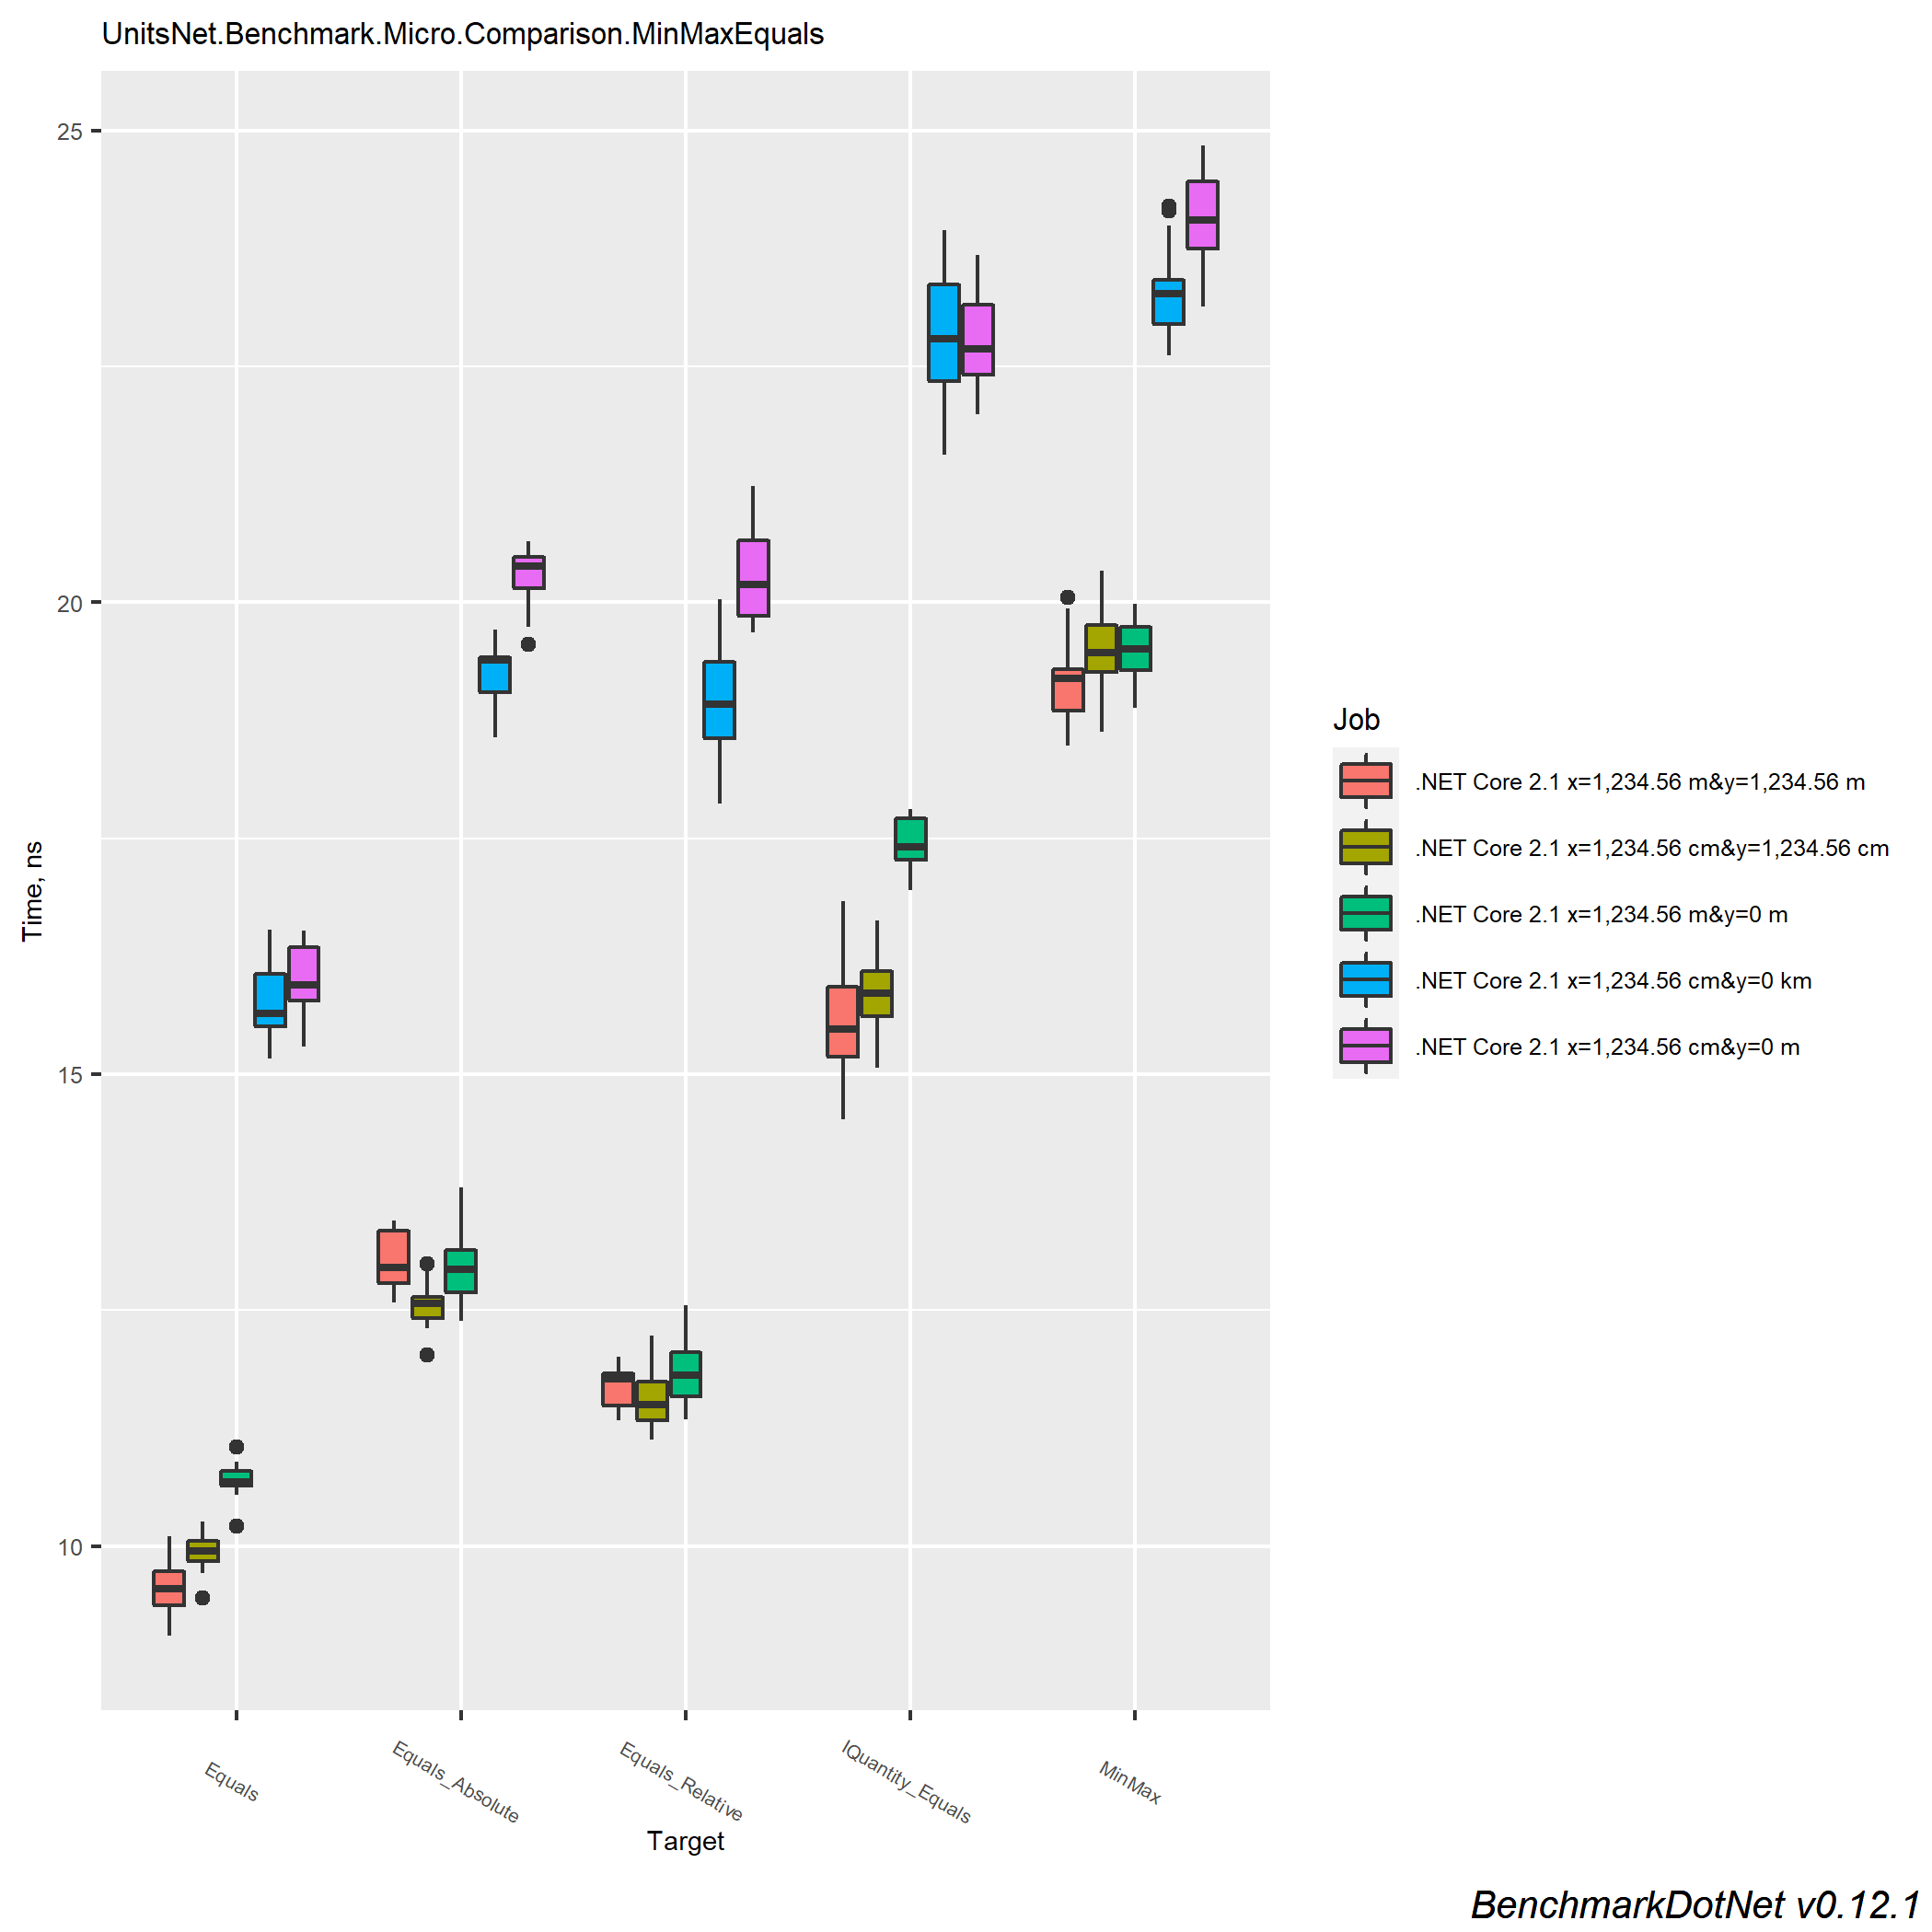 UnitsNet.Benchmark.Micro.Comparison.MinMaxEquals
25
20
15
10
Time, ns
Equals
Equals_Absolute
Equals_Relative
IQuantity_Equals
MinMax
Target
Job
.NET Core 2.1 x=1,234.56 m&y=1,234.56 m
.NET Core 2.1 x=1,234.56 cm&y=1,234.56 cm
.NET Core 2.1 x=1,234.56 m&y=0 m
.NET Core 2.1 x=1,234.56 cm&y=0 km
.NET Core 2.1 x=1,234.56 cm&y=0 m
BenchmarkDotNet v0.12.1